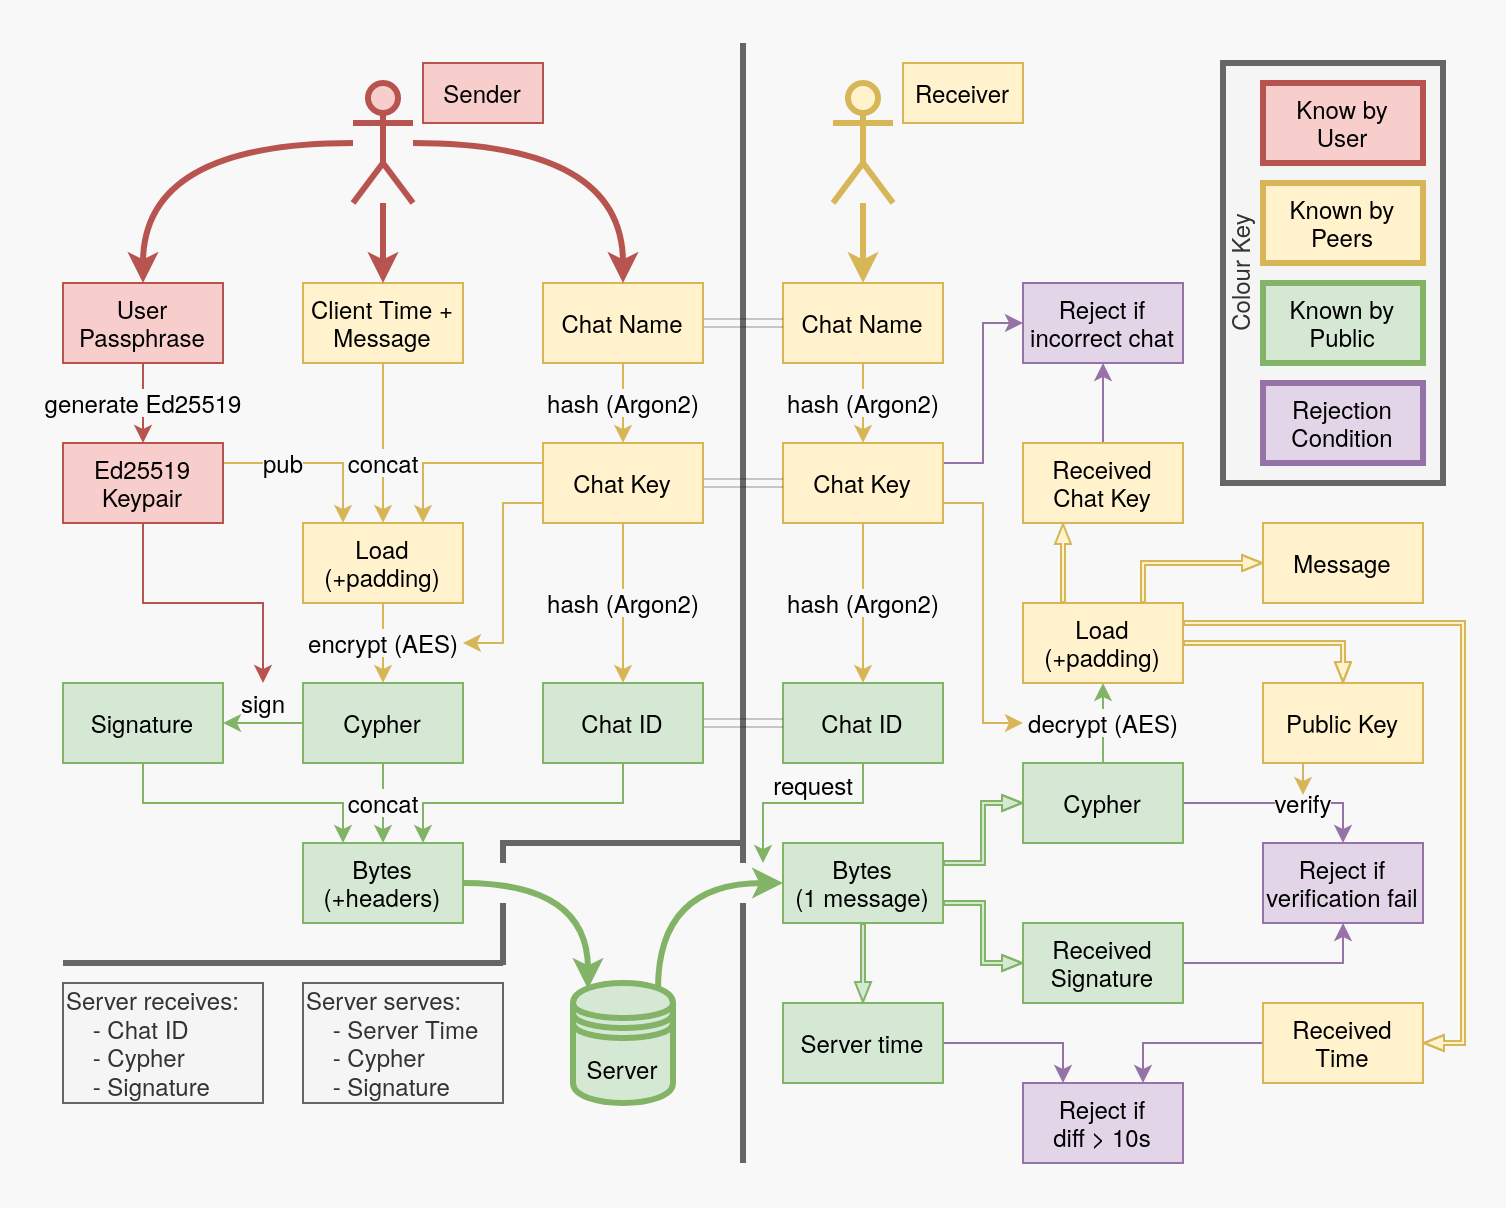 Sender
Receiver
Know by
User
Known by
Peers
Known by
Public
Rejection
Condition
Colour Key
User
Passphrase
Client Time +
Message
Chat Name
Chat Name
Reject if
incorrect chat
generate Ed25519
hash (Argon2)
hash (Argon2)
Ed25519
Keypair
pub
concat
Chat Key
Chat Key
Received
Chat Key
Load
(+padding)
Message
hash (Argon2)
hash (Argon2)
encrypt (AES)
Load
(+padding)
Signature
sign
Cypher
Chat ID
Chat ID
decrypt (AES)
Public Key
request
concat
Cypher
verify
Bytes
(+headers)
Bytes
(1 message)
Reject if
verification fail
Received
Signature
Server receives:
- Chat ID
- Cypher
- Signature
Server serves:
- Server Time
- Cypher
- Signature
Server
Server time
Received
Time
Reject if
diff > 10s